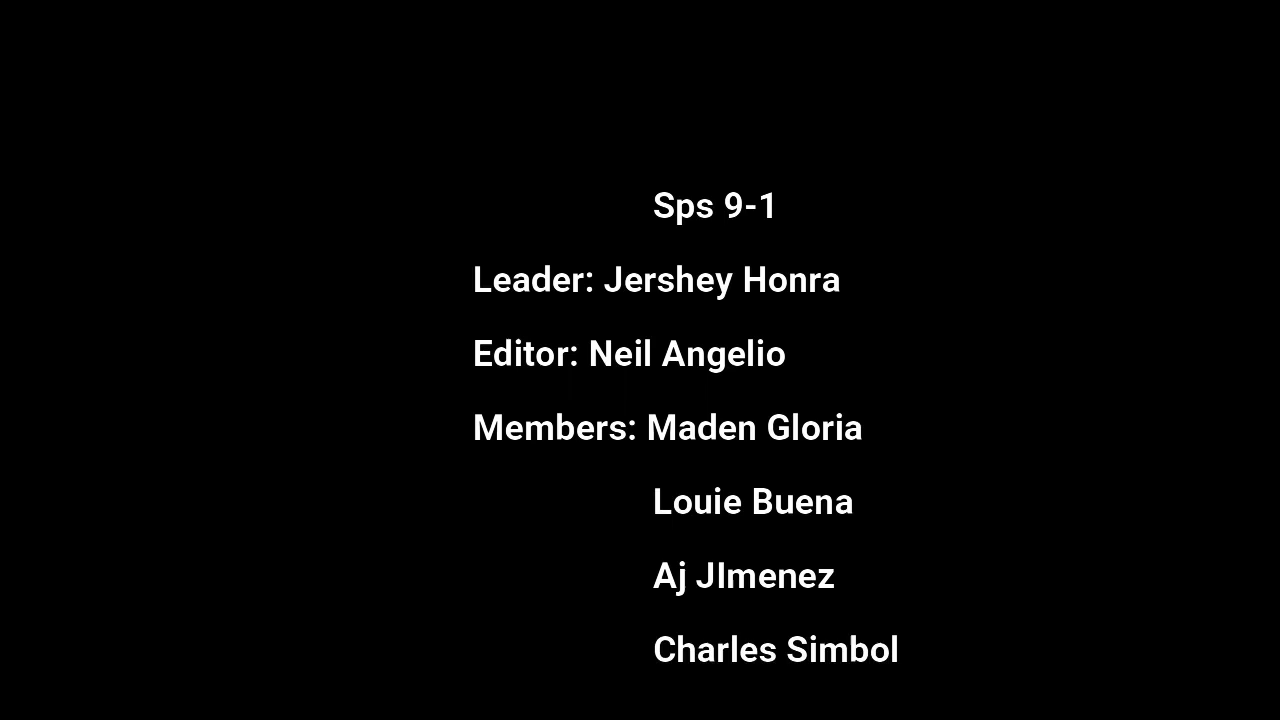 Sps 9-1
Leader: Jershey Honra
Editor: Neil Angelio
Members: Maden Gloria
Louie Buena
Aj JImenez
Charles Simbol